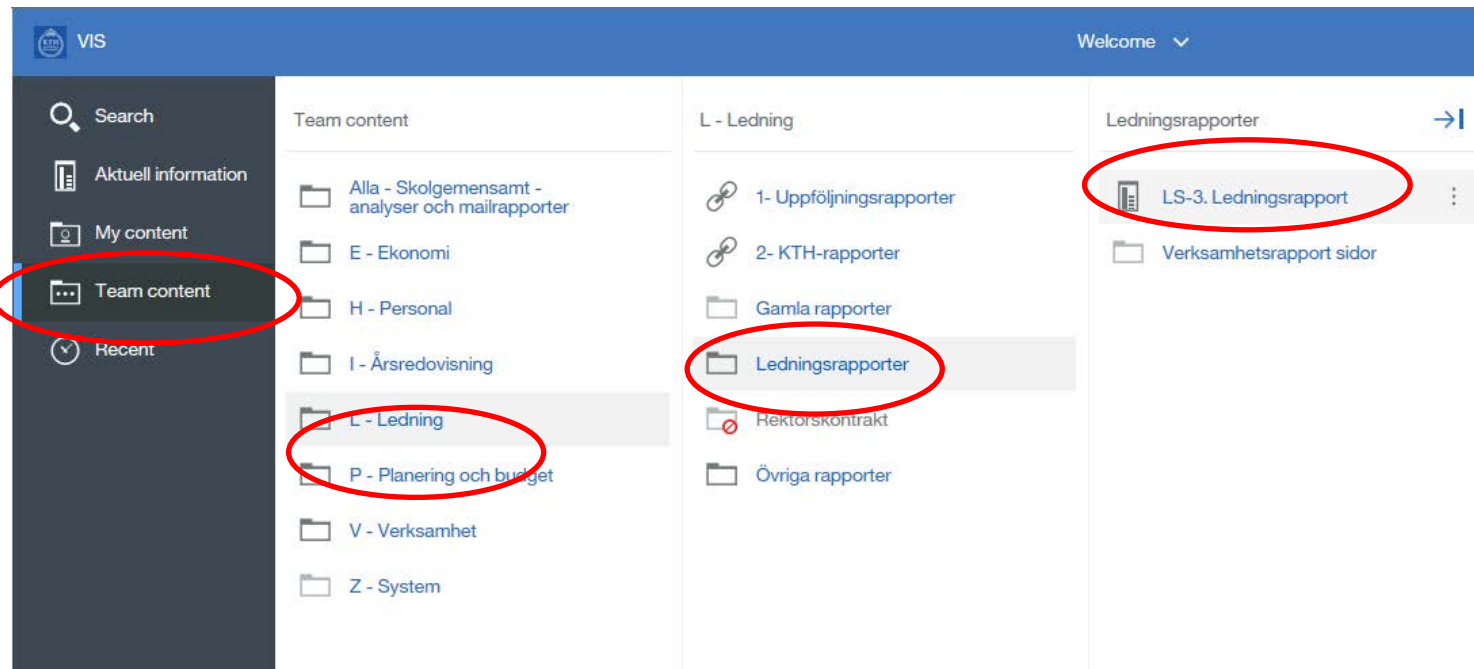 VIS
Welcome
Search
Aktuell information
My content
Team content
Recent
Team content
Alla - Skolgemensamt -
analyser och mailrapporter
E - Ekonomi
H - Personal
I - Årsredovisning
L - Ledning
P - Planering och budget
V - Verksamhet
Z - System
L - Ledning
1- Uppföljningsrapporter
2- KTH-rapporter
Gamla rapporter
Ledningsrapporter
Rektorskontrakt
Övriga rapporter
Ledningsrapporter
LS-3. Ledningsrapport
Verksamhetsrapport sidor